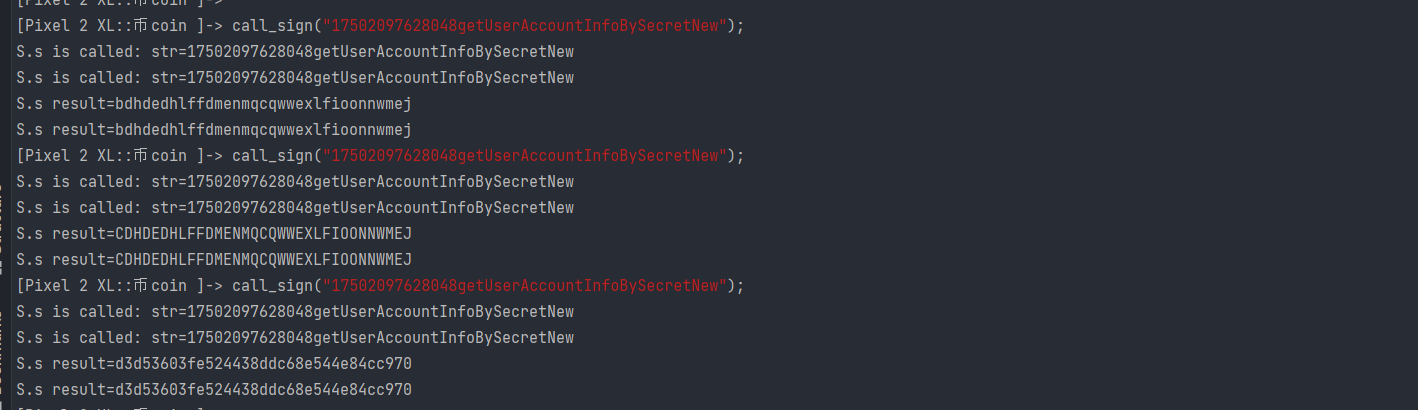 [Pixel 2 XL::币coin ]->
[Pixel 2 XL::币coin ]-> call_sign("17502097628048getUserAccountInfoBySecretNew");
S.s is called: str=17502097628048getUserAccountInfoBySecretNew
S.s is called: str=17502097628048getUserAccountInfoBySecretNew
S.s result=bdhdedhlffdmenmqcqwwexlfioonnwmej
S.s result=bdhdedhlffdmenmqcqwwexlfioonnwmej
[Pixel 2 XL::币coin ]-> call_sign("17502097628048getUserAccountInfoBySecretNew");
S.s is called: str=17502097628048getUserAccountInfoBySecretNew
S.s is called: str=17502097628048getUserAccountInfoBySecretNew
S.s result=CDHDEDHLFFDMENMQCQWWEXLFIOONNWMEJ
S.s result=CDHDEDHLFFDMENMQCQWWEXLFIOONNWMEJ
[Pixel 2 XL::币coin ]-> call_sign("17502097628048getUserAccountInfoBySecretNew");
S.s is called: str=17502097628048getUserAccountInfoBySecretNew
S.s is called: str=17502097628048getUserAccountInfoBySecretNew
S.s result=d3d53603fe524438ddc68e544e84cc970
S.s result=d3d53603fe524438ddc68e544e84cc970